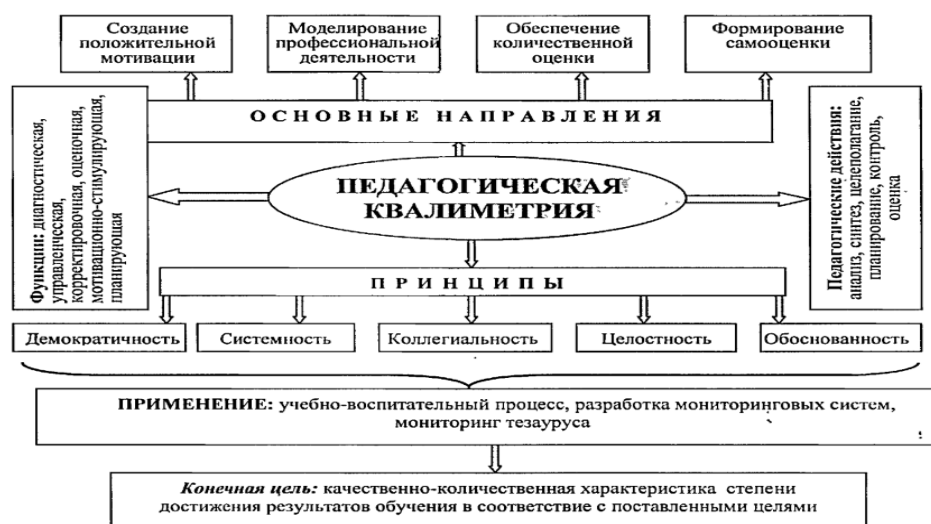 Создание
положительной
мотивации
Моделирование
профессиональной
деятельности
Обеспечение
количественной
оценки
Формирование
самооценки
ОСНОВНЫЕ НАПРАВЛЕНИЯ
Функции: диагностическая,
управленческая,
корректировочная, оценочная,
мотивационно-стимулирующая,
планирующая
ПЕДАГОГИЧЕСКАЯ
КВАЛИМЕТРИЯ
Педагогические действия:
анализ, синтез, целеполагание,
планирование, контроль,
оценка
ПРИНЦИПЫ
Демократичность
Системность
Коллегиальность
Целостность
Обоснованность
ПРИМЕНЕНИЕ: учебно-воспитательный процесс, разработка мониторинговых систем,
мониторинг тезауруса
Конечная цель: качественно-количественная характеристика степени
достижения результатов обучения в соответствие с поставленными целями